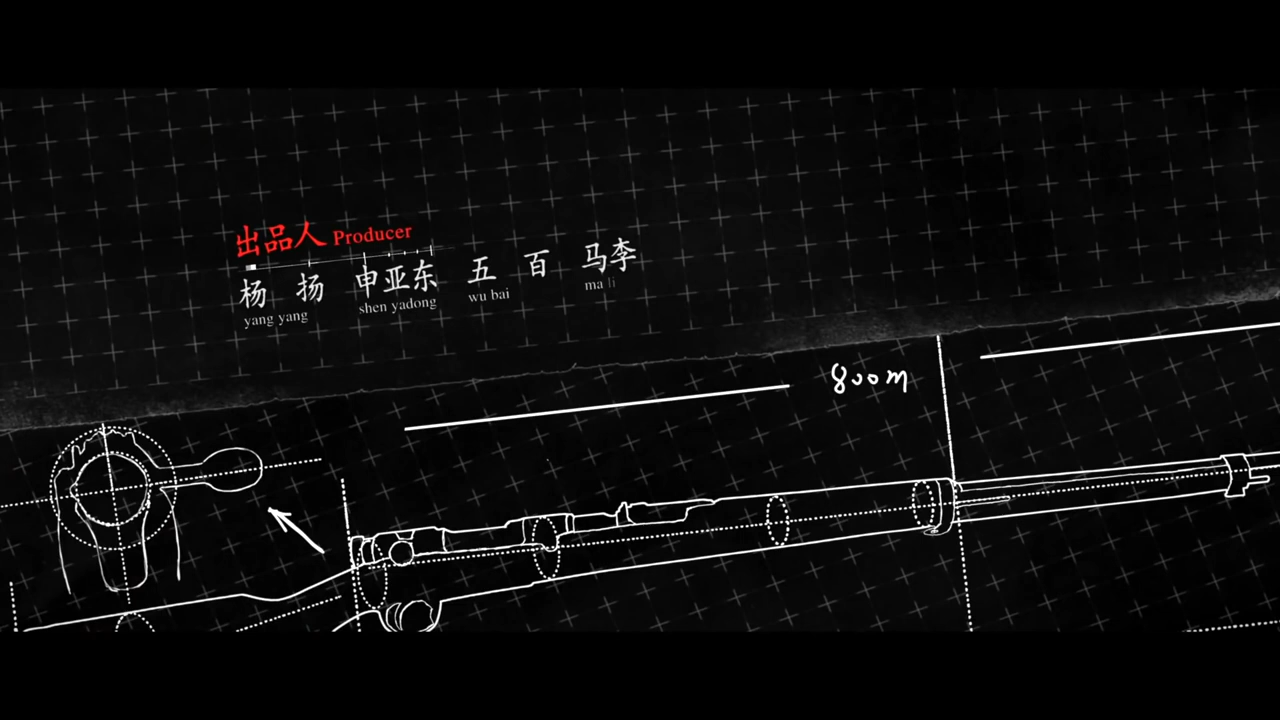 出品人 Producer
杨 扬 申亚东 五 百 马李
yang yang shen yadong wu bai ma li
800m